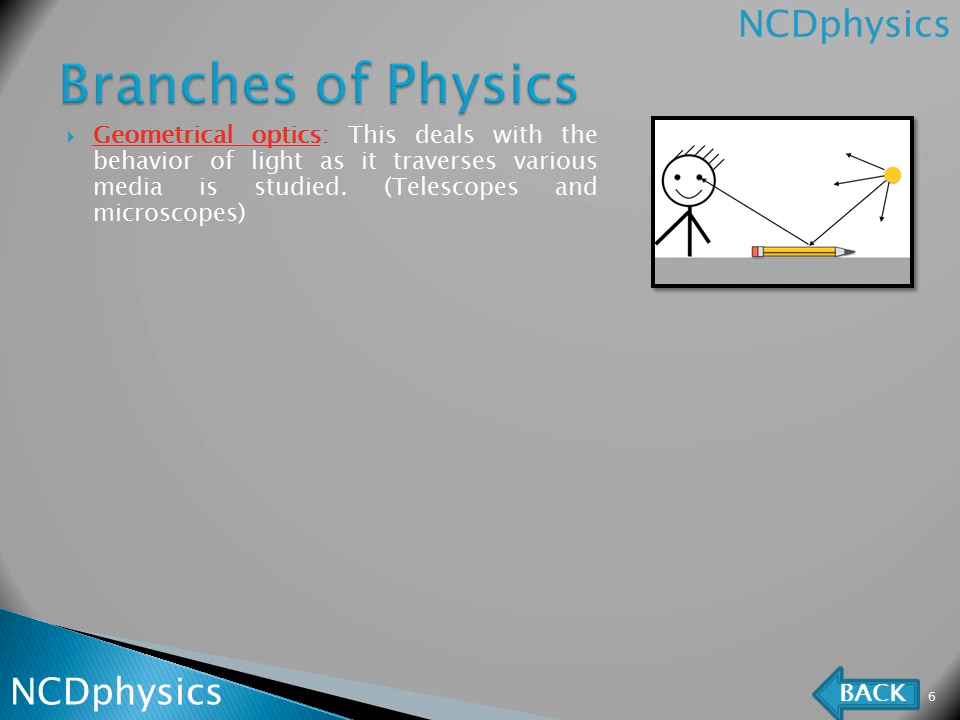 NCDphysics
Branches of Physics
Geometrical optics: This deals with the
behavior of light as it traverses various
media is studied. (Telescopes and
microscopes)
NCDphysics
BACK
6